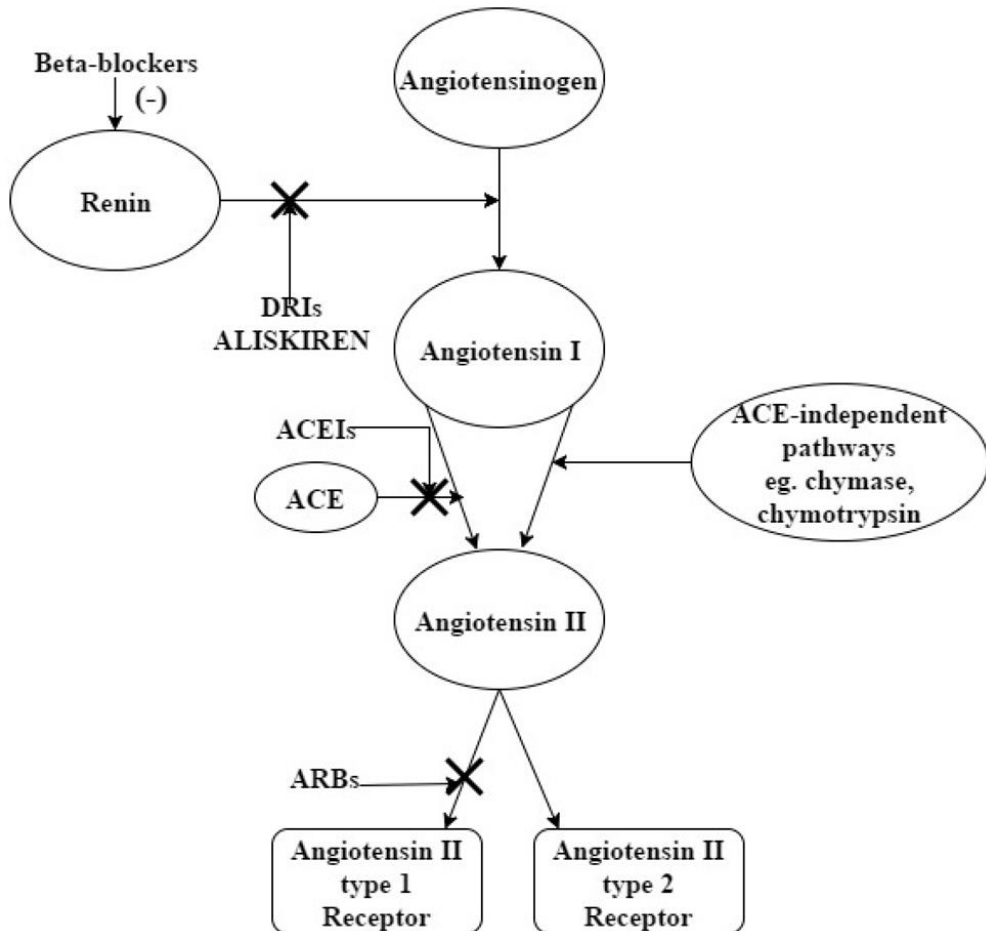 Beta-blockers
(-)
Angiotensinogen
Renin
DRIs
ALISKIREN
Angiotensin I
ACEIs
ACE
ACE-independent
pathways
eg. chymase,
chymotrypsin
Angiotensin II
ARBs
Angiotensin II
type 1
Receptor
Angiotensin II
type 2
Receptor